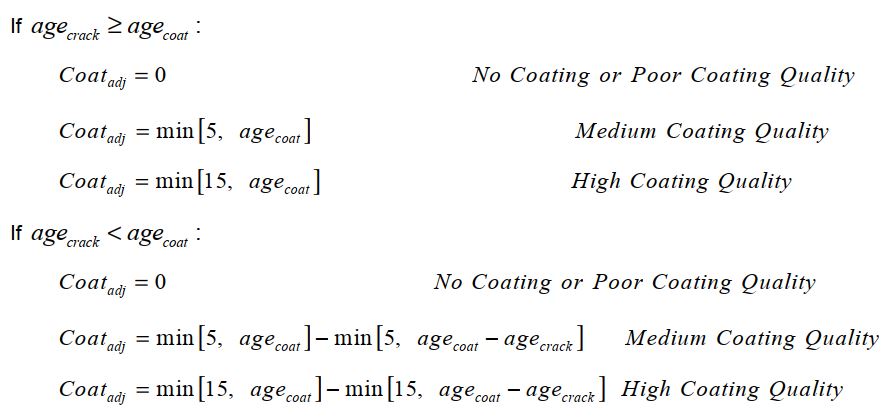 If age_crack ≥ age_coat :
Coat_adj = 0 No Coating or Poor Coating Quality
Coat_adj = min[5, age_coat] Medium Coating Quality
Coat_adj = min[15, age_coat] High Coating Quality
If age_crack < age_coat :
Coat_adj = 0 No Coating or Poor Coating Quality
Coat_adj = min[5, age_coat] − min[5, age_coat − age_crack] Medium Coating Quality
Coat_adj = min[15, age_coat] − min[15, age_coat − age_crack] High Coating Quality